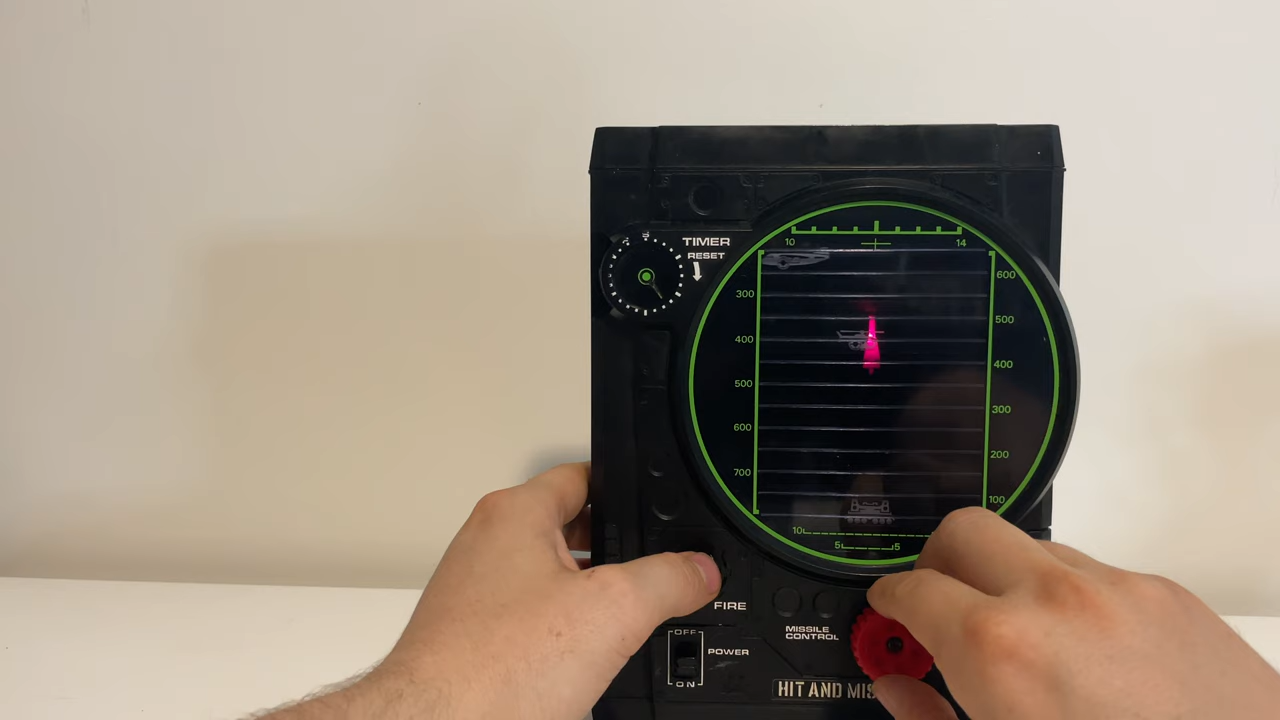 TIMER
RESET
10 14
300
400
500
600
700
600
500
400
300
200
100
10
5 5
FIRE
MISSILE
CONTROL
OFF
POWER
ON
HIT AND MIS